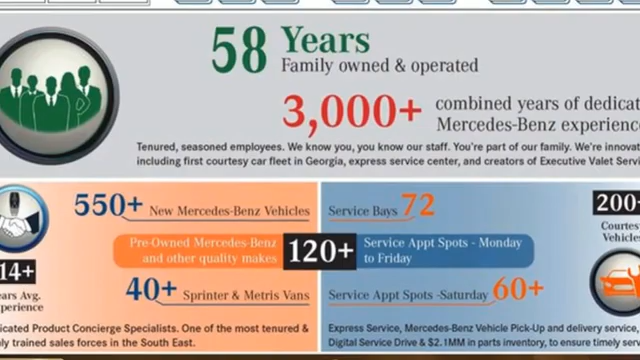 58 Years
Family owned & operated
3,000+ combined years of dedicat
Mercedes-Benz experience
Tenured, seasoned employees. We know you, you know our staff. You're part of our family. We're innovat
including first courtesy car fleet in Georgia, express service center, and creators of Executive Valet Servi
550+ New Mercedes-Benz Vehicles
Pre-Owned Mercedes-Benz
and other quality makes
120+
40+ Sprinter & Metris Vans
14+
ears Avg.
xperience
icated Product Concierge Specialists. One of the most tenured &
ly trained sales forces in the South East.
Service Bays 72
Service Appt Spots - Monday
to Friday
Service Appt Spots -Saturday 60+
200+
Courtes
Vehicles
Express Service, Mercedes-Benz Vehicle Pick-Up and delivery service,
Digital Service Drive & $2.1MM in parts inventory, to ensure timely serv